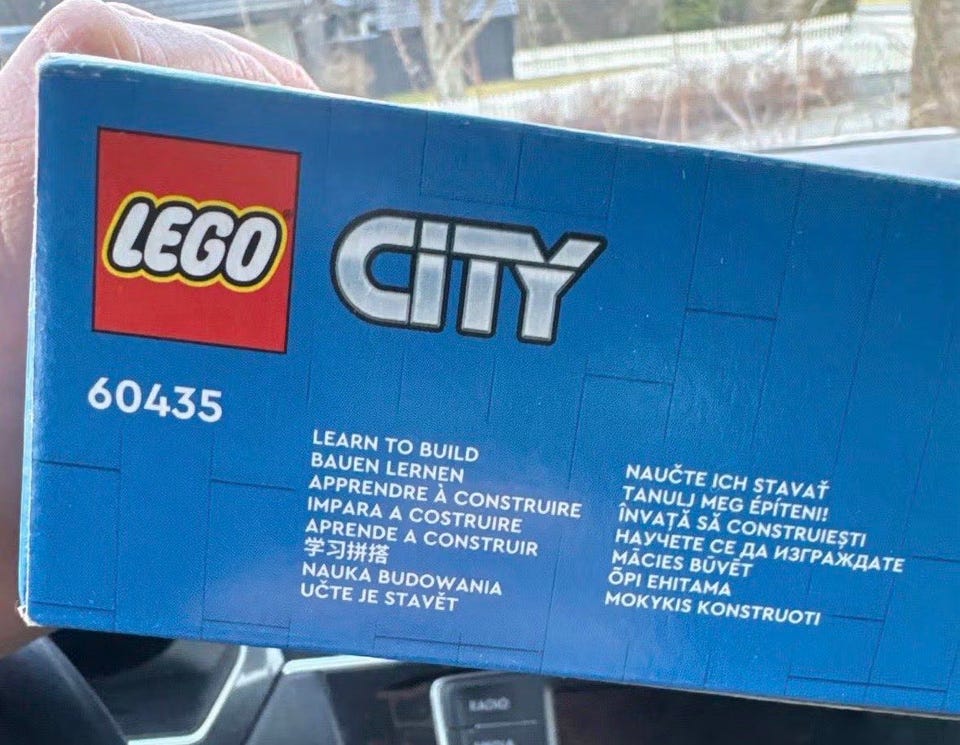 LEGO
CITY
60435
LEARN TO BUILD
BAUEN LERNEN
APPRENDRE À CONSTRUIRE
IMPARA A COSTRUIRE
APRENDE A CONSTRUIR
学习拼搭
NAUKA BUDOWANIA
UČTE JE STAVĚT
NAUČTE ICH STAVAŤ
TANULJ MEG ÉPÍTENI!
ÎNVAȚĂ SĂ CONSTRUIEȘTI
НАУЧЕТЕ СЕ ДА ИЗГРАЖДАТЕ
MĀCIES BŪVĒT
ÕPI EHITAMA
MOKYKIS KONSTRUOTI
RADIO
MEDIA